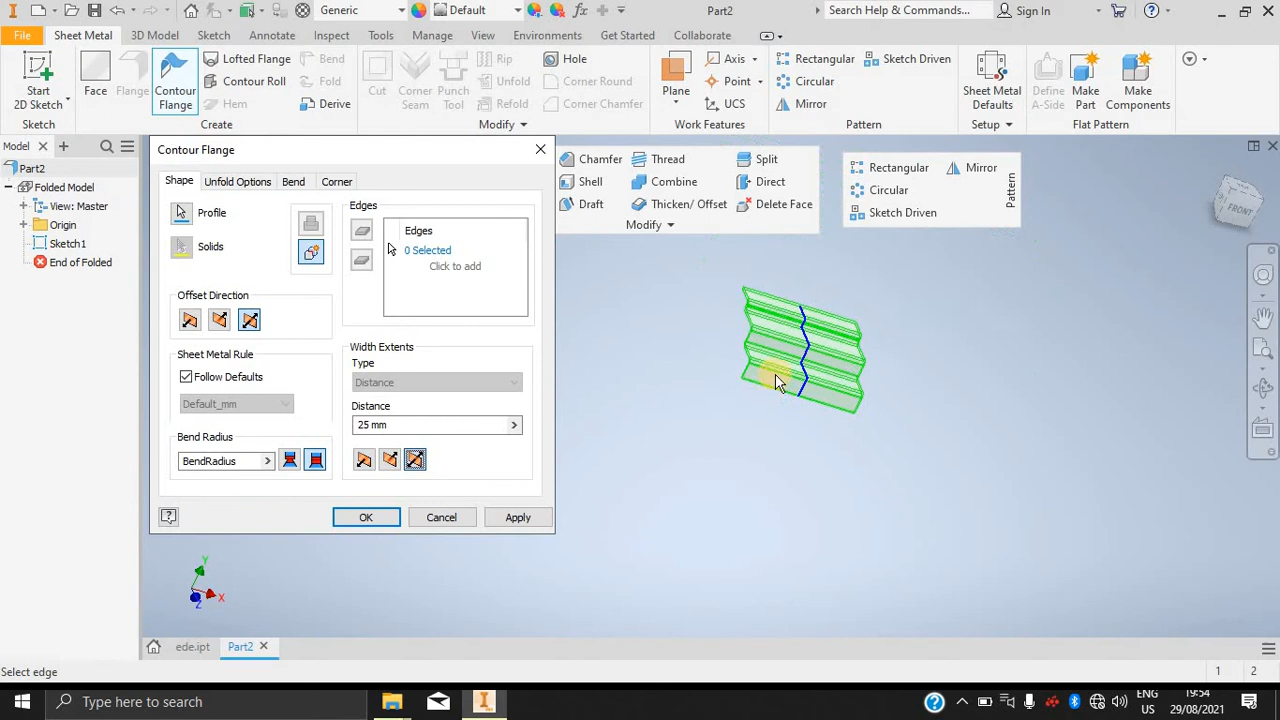 Generic
Default
Part2
Search Help & Commands...
Sign In
File
Sheet Metal
3D Model
Sketch
Annotate
Inspect
Tools
Manage
View
Environments
Get Started
Collaborate
Start
2D Sketch
Face
Flange
Contour
Flange
Lofted Flange
Contour Roll
Hem
Bend
Fold
Derive
Cut
Corner
Seam
Punch
Tool
Rip
Unfold
Refold
Hole
Corner Round
Corner Chamfer
Plane
Axis
Point
UCS
Rectangular
Circular
Mirror
Sketch Driven
Sheet Metal
Defaults
Define
A-Side
Make
Part
Make
Components
Sketch
Create
Modify
Work Features
Pattern
Setup
Flat Pattern
Model
Part2
Folded Model
View: Master
Origin
Sketch1
End of Folded
Contour Flange
Shape
Unfold Options
Bend
Corner
Profile
Solids
Edges
Edges
0 Selected
Click to add
Offset Direction
Sheet Metal Rule
Follow Defaults
Default_mm
Bend Radius
BendRadius
Width Extents
Type
Distance
Distance
25 mm
OK
Cancel
Apply
Chamfer
Thread
Split
Shell
Combine
Direct
Draft
Thicken/ Offset
Delete Face
Modify
Rectangular
Mirror
Circular
Sketch Driven
Pattern
FRONT
Y
X
Z
ede.ipt
Part2
Select edge
1
2
Type here to search
ENG
US
19:54
29/08/2021